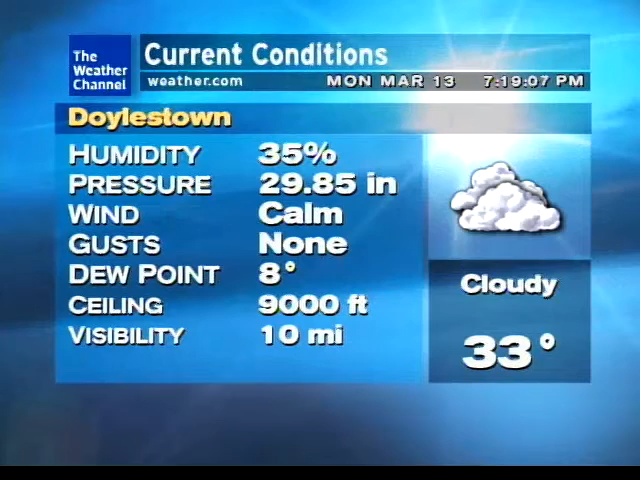 The
Weather
Channel
Current Conditions
weather.com MON MAR 13 7:19:07 PM
Doylestown
HUMIDITY 35%
PRESSURE 29.85 in
WIND Calm
GUSTS None
DEW POINT 8°
CEILING 9000 ft
VISIBILITY 10 mi
Cloudy
33°